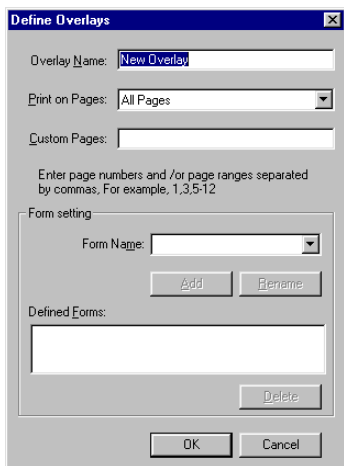 Define Overlays
Overlay Name: New Overlay
Print on Pages: All Pages
Custom Pages:
Enter page numbers and /or page ranges separated
by commas, For example, 1,3,5-12
Form setting
Form Name:
Add Rename
Defined Forms:
Delete
OK Cancel